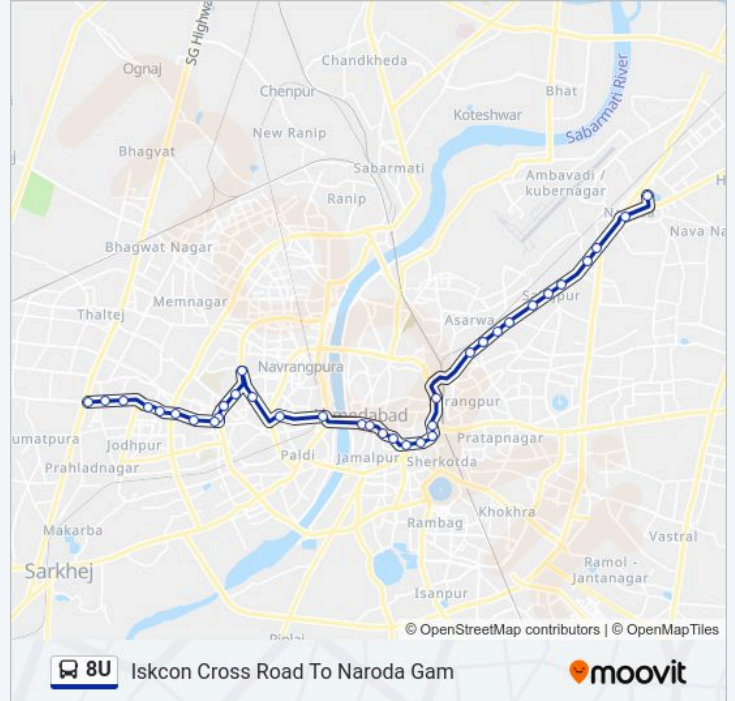 SG Highwa
Ognaj
Chandkheda
Chenpur
Bhat
Koteshwar
Sabarmati River
New Ranip
Bhagvat
Sabarmati
Ambavadi /
kubernagar
Ranip
H
Nava Na
Bhagwat Nagar
Memnagar
Thaltej
Asarwa
Navrangpura
Pratapnagar
umatpura
Jodhpur
Paldi
Jamalpur
Sherkotda
Prahladnagar
Khokhra
Rambag
Makarba
Vastral
Sarkhej
Ramol -
Jantanagar
Isanpur
© OpenStreetMap contributors | © OpenMapTiles
8U Iskcon Cross Road To Naroda Gam
moovit